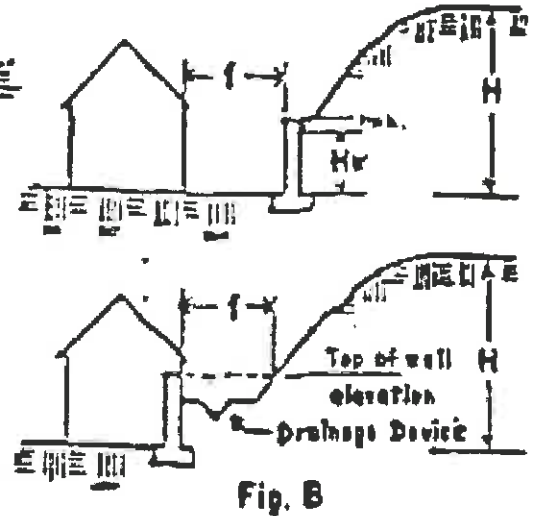 f
H
Hw
f
Top of wall
elevation
H
Drainage Device
Fig. B